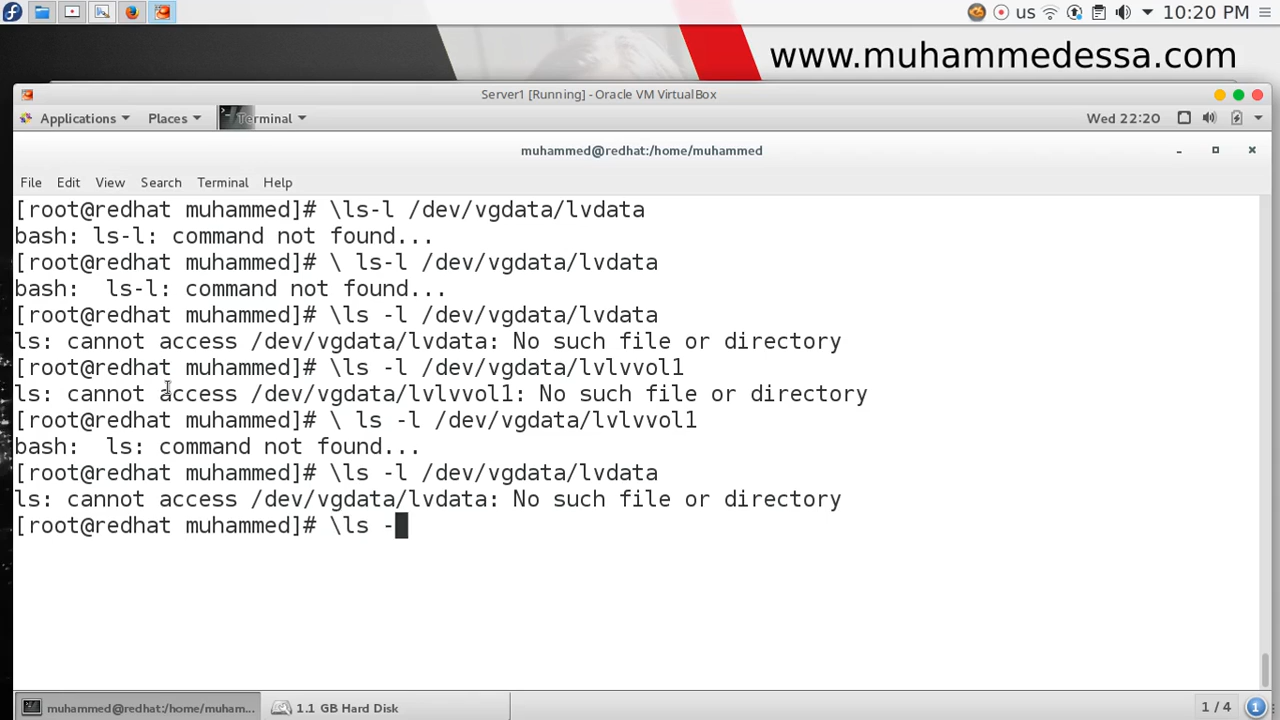 us
10:20 PM
www.muhammedessa.com
Server1 [Running] - Oracle VM VirtualBox
Applications Places Terminal Wed 22:20
muhammed@redhat:/home/muhammed
File Edit View Search Terminal Help
[root@redhat muhammed]# \ls-l /dev/vgdata/lvdata
bash: ls-l: command not found...
[root@redhat muhammed]# \ ls-l /dev/vgdata/lvdata
bash:  ls-l: command not found...
[root@redhat muhammed]# \ls -l /dev/vgdata/lvdata
ls: cannot access /dev/vgdata/lvdata: No such file or directory
[root@redhat muhammed]# \ls -l /dev/vgdata/lvlvvol1
ls: cannot access /dev/vgdata/lvlvvol1: No such file or directory
[root@redhat muhammed]# \ ls -l /dev/vgdata/lvlvvol1
bash:  ls: command not found...
[root@redhat muhammed]# \ls -l /dev/vgdata/lvdata
ls: cannot access /dev/vgdata/lvdata: No such file or directory
[root@redhat muhammed]# \ls -
muhammed@redhat:/home/muham... 1.1 GB Hard Disk 1 / 4 1